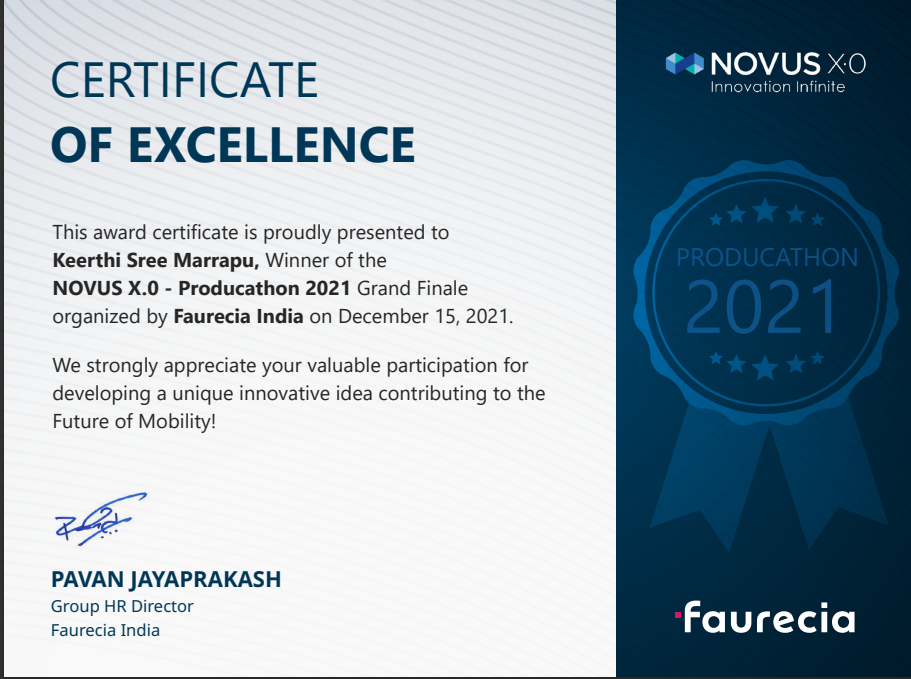 CERTIFICATE
OF EXCELLENCE
This award certificate is proudly presented to
Keerthi Sree Marrapu, Winner of the
NOVUS X.0 - Producathon 2021 Grand Finale
organized by Faurecia India on December 15, 2021.
We strongly appreciate your valuable participation for
developing a unique innovative idea contributing to the
Future of Mobility!
PAVAN JAYAPRAKASH
Group HR Director
Faurecia India
NOVUS X·O
Innovation Infinite
PRODUCATHON
2021
faurecia